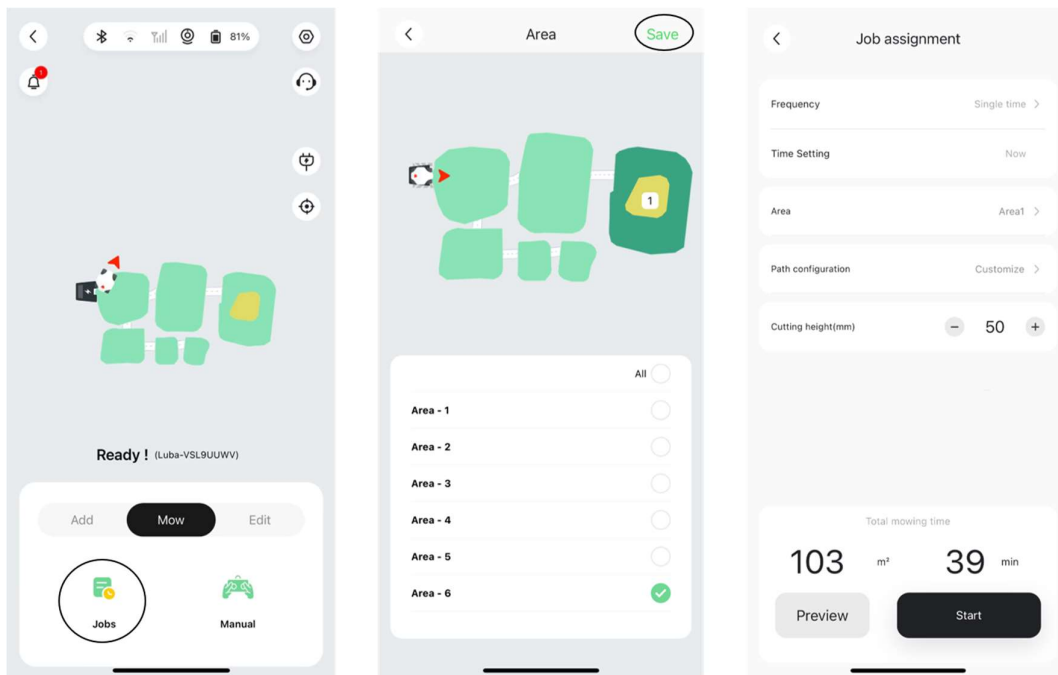 81%
1
Ready ! (Luba-VSL9UUWV)
Add Mow Edit
Jobs Manual
Area Save
1
All
Area - 1
Area - 2
Area - 3
Area - 4
Area - 5
Area - 6
Job assignment
Frequency Single time
Time Setting Now
Area Area1
Path configuration Customize
Cutting height(mm) − 50 +
Total mowing time
103 m² 39 min
Preview Start